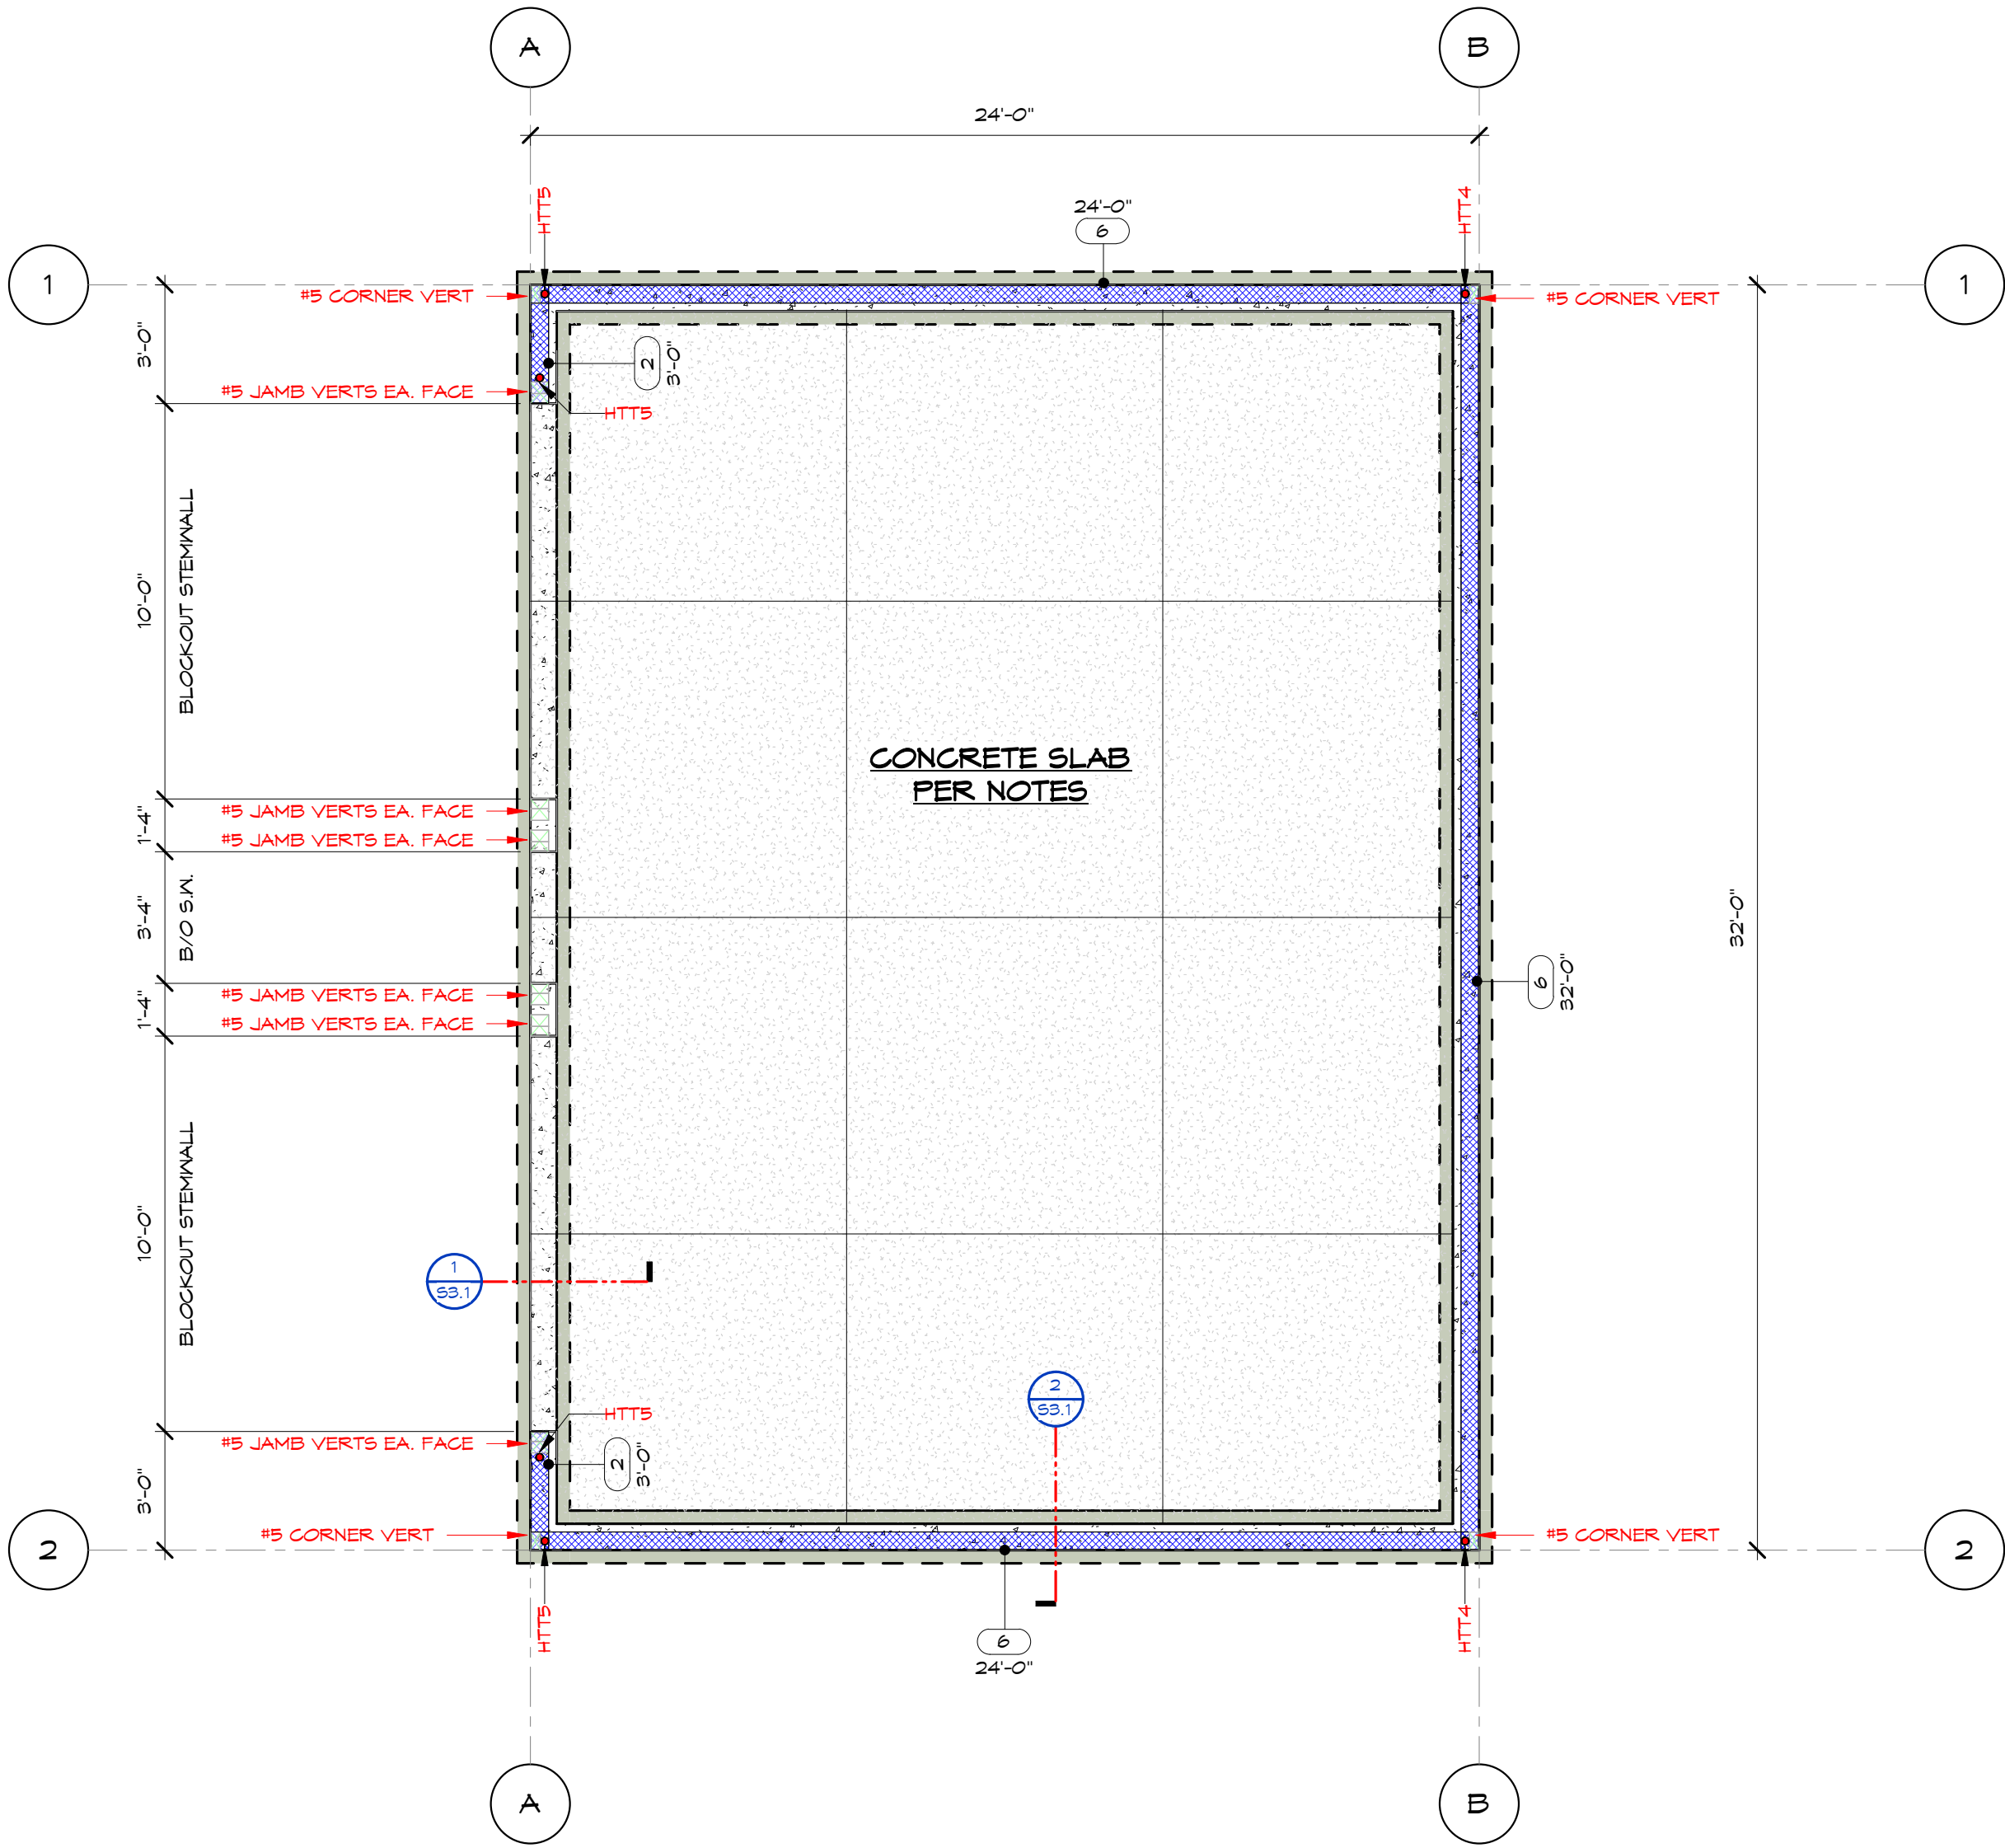 A
B
24'-0"
HTT5
HTT4
24'-0"
6
1
1
#5 CORNER VERT
#5 CORNER VERT
3'-0"
2
3'-0"
#5 JAMB VERTS EA. FACE
HTT5
10'-0"
BLOCKOUT STEMWALL
CONCRETE SLAB
PER NOTES
#5 JAMB VERTS EA. FACE
1'-4"
#5 JAMB VERTS EA. FACE
3'-4"
B/O S.W.
32'-0"
6
32'-0"
#5 JAMB VERTS EA. FACE
1'-4"
#5 JAMB VERTS EA. FACE
10'-0"
BLOCKOUT STEMWALL
1
S3.1
2
S3.1
HTT5
#5 JAMB VERTS EA. FACE
2
3'-0"
3'-0"
#5 CORNER VERT
#5 CORNER VERT
2
2
HTT5
HTT4
6
24'-0"
A
B